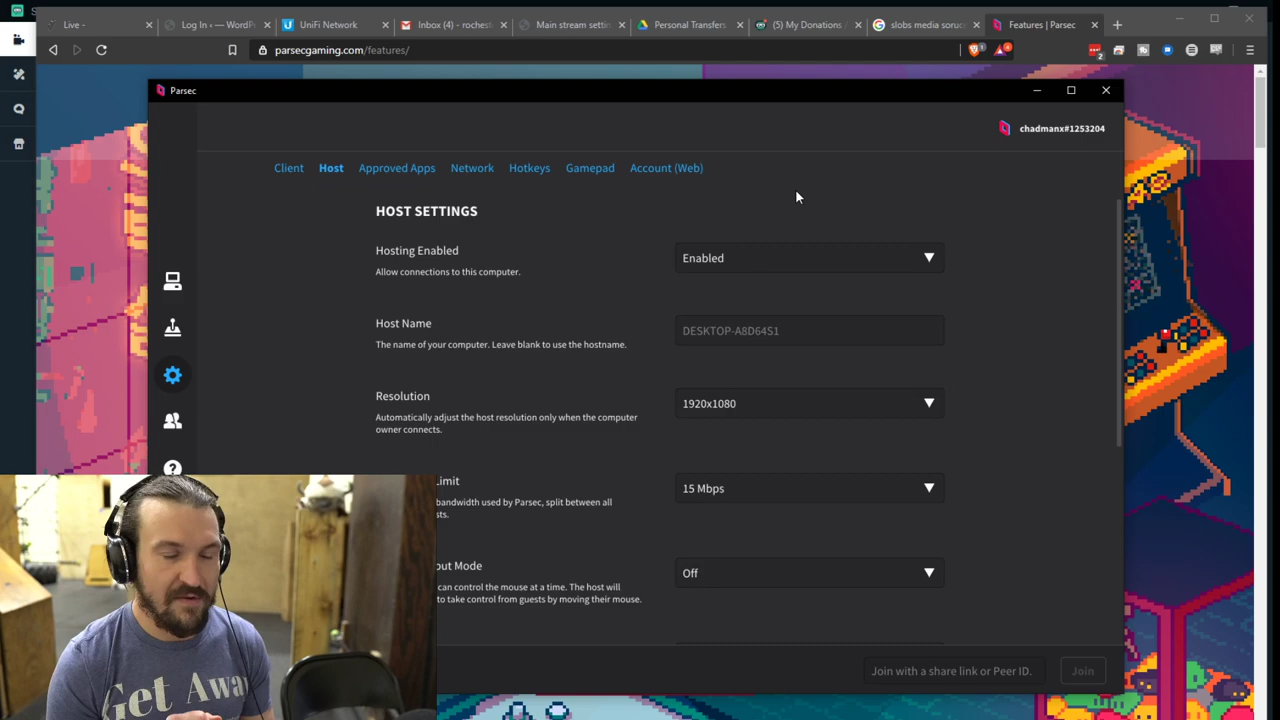 Live -
Log In ‹ — WordP
UniFi Network
Inbox (4) - rochest
Main stream settin
Personal Transfers
(5) My Donations
slobs media soruc
Features | Parsec
parsecgaming.com/features/
Parsec
chadmanx#1253204
Client
Host
Approved Apps
Network
Hotkeys
Gamepad
Account (Web)
HOST SETTINGS
Hosting Enabled
Allow connections to this computer.
Enabled
Host Name
The name of your computer. Leave blank to use the hostname.
DESKTOP-A8D64S1
Resolution
Automatically adjust the host resolution only when the computer
owner connects.
1920x1080
Limit
bandwidth used by Parsec, split between all
sts.
15 Mbps
put Mode
can control the mouse at a time. The host will
to take control from guests by moving their mouse.
Off
Join with a share link or Peer ID.
Join
Get Awa